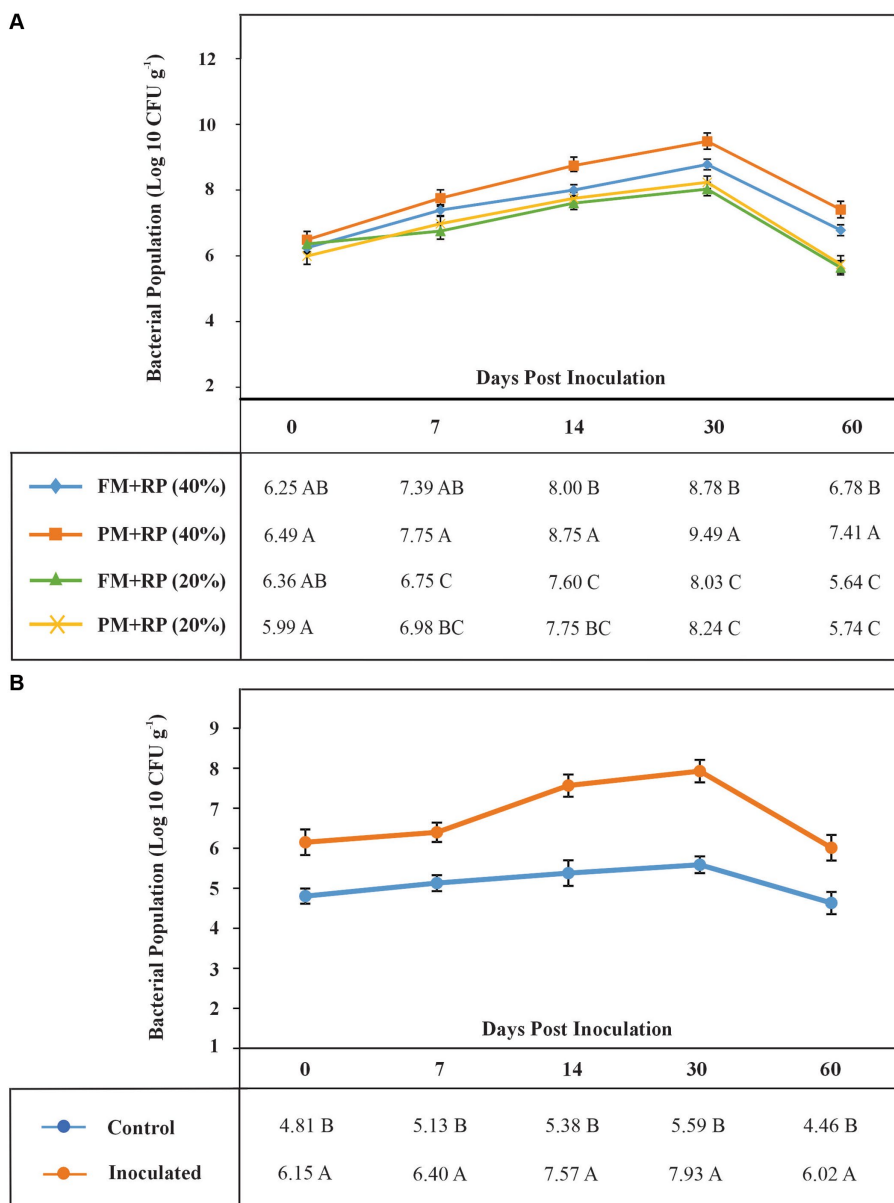 A
Bacterial Population (Log 10 CFU g-1)
12
10
8
6
4
2
Days Post Inoculation
0 7 14 30 60
FM+RP (40%) 6.25 AB 7.39 AB 8.00 B 8.78 B 6.78 B
PM+RP (40%) 6.49 A 7.75 A 8.75 A 9.49 A 7.41 A
FM+RP (20%) 6.36 AB 6.75 C 7.60 C 8.03 C 5.64 C
PM+RP (20%) 5.99 A 6.98 BC 7.75 BC 8.24 C 5.74 C
B
Bacterial Population (Log 10 CFU g-1)
9
8
7
6
5
4
3
2
1
Days Post Inoculation
0 7 14 30 60
Control 4.81 B 5.13 B 5.38 B 5.59 B 4.46 B
Inoculated 6.15 A 6.40 A 7.57 A 7.93 A 6.02 A